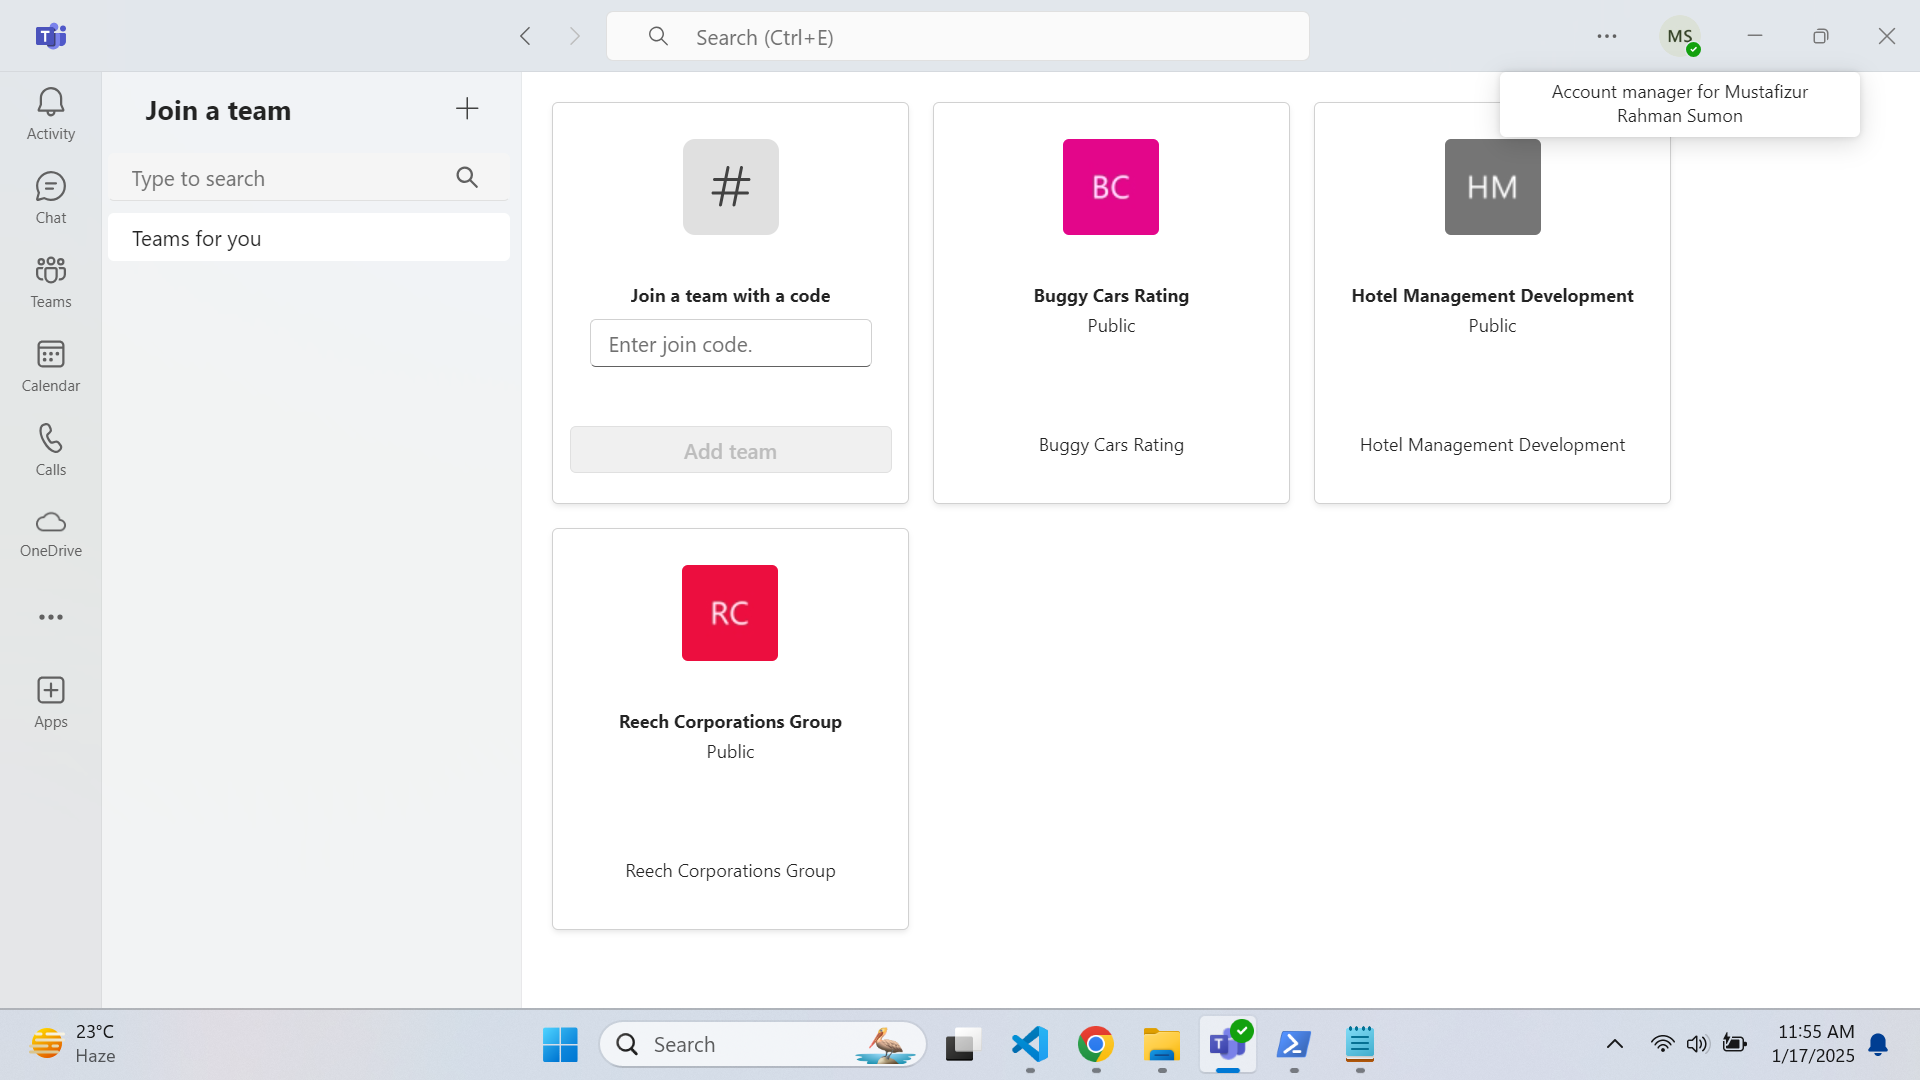 Search (Ctrl+E)
MS
Account manager for Mustafizur
Rahman Sumon
Activity
Chat
Teams
Calendar
Calls
OneDrive
Apps
Join a team
Type to search
Teams for you
#
Join a team with a code
Enter join code.
Add team
BC
Buggy Cars Rating
Public
Buggy Cars Rating
HM
Hotel Management Development
Public
Hotel Management Development
RC
Reech Corporations Group
Public
Reech Corporations Group
23°C
Haze
Search
11:55 AM
1/17/2025